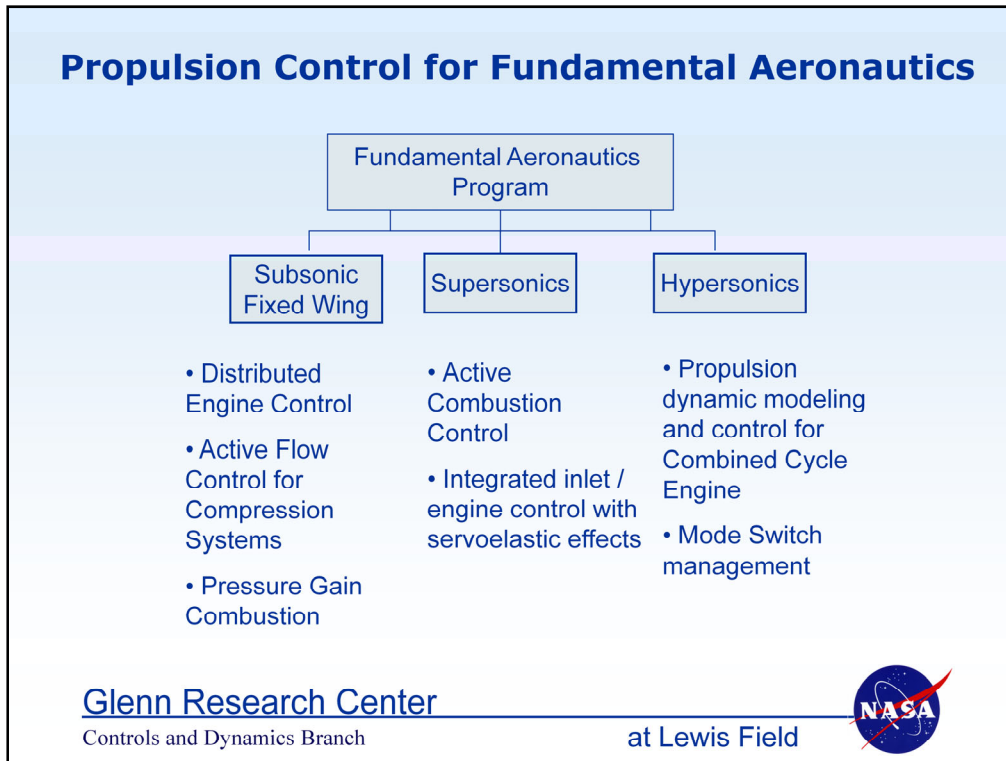 Propulsion Control for Fundamental Aeronautics
Fundamental Aeronautics
Program
Subsonic
Fixed Wing
Supersonics
Hypersonics
• Distributed
Engine Control
• Active Flow
Control for
Compression
Systems
• Pressure Gain
Combustion
• Active
Combustion
Control
• Integrated inlet /
engine control with
servoelastic effects
• Propulsion
dynamic modeling
and control for
Combined Cycle
Engine
• Mode Switch
management
Glenn Research Center
Controls and Dynamics Branch
at Lewis Field
NASA